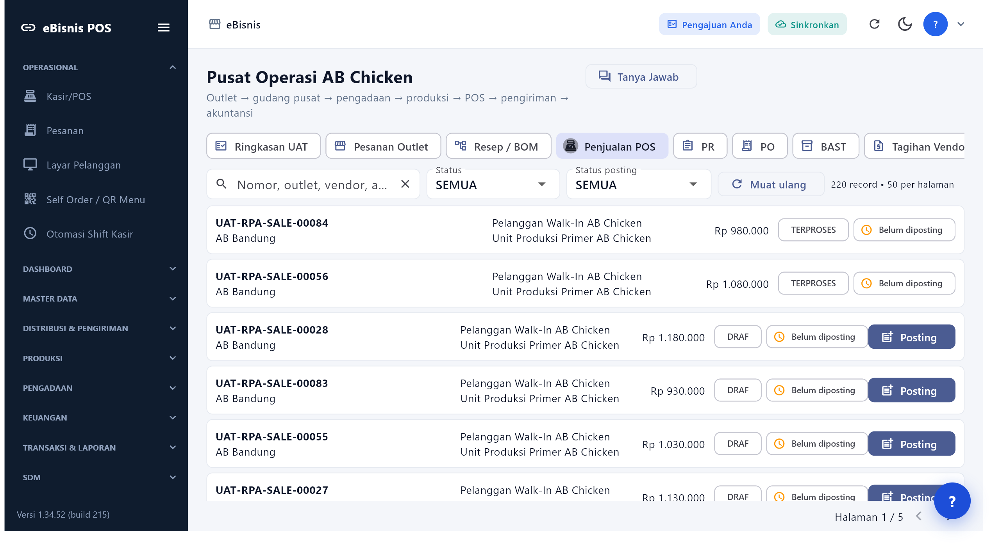 eBisnis POS
OPERASIONAL
Kasir/POS
Pesanan
Layar Pelanggan
Self Order / QR Menu
Otomasi Shift Kasir
DASHBOARD
MASTER DATA
DISTRIBUSI & PENGIRIMAN
PRODUKSI
PENGADAAN
KEUANGAN
TRANSAKSI & LAPORAN
SDM
Versi 1.34.52 (build 215)
eBisnis
Pengajuan Anda
Sinkronkan
?
Pusat Operasi AB Chicken
Tanya Jawab
Outlet → gudang pusat → pengadaan → produksi → POS → pengiriman →
akuntansi
Ringkasan UAT
Pesanan Outlet
Resep / BOM
Penjualan POS
PR
PO
BAST
Tagihan Vendo
Nomor, outlet, vendor, a...
Status
SEMUA
Status posting
SEMUA
Muat ulang
220 record • 50 per halaman
UAT-RPA-SALE-00084
AB Bandung
Pelanggan Walk-In AB Chicken
Unit Produksi Primer AB Chicken
Rp 980.000
TERPROSES
Belum diposting
UAT-RPA-SALE-00056
AB Bandung
Pelanggan Walk-In AB Chicken
Unit Produksi Primer AB Chicken
Rp 1.080.000
TERPROSES
Belum diposting
UAT-RPA-SALE-00028
AB Bandung
Pelanggan Walk-In AB Chicken
Unit Produksi Primer AB Chicken
Rp 1.180.000
DRAF
Belum diposting
Posting
UAT-RPA-SALE-00083
AB Bandung
Pelanggan Walk-In AB Chicken
Unit Produksi Primer AB Chicken
Rp 930.000
DRAF
Belum diposting
Posting
UAT-RPA-SALE-00055
AB Bandung
Pelanggan Walk-In AB Chicken
Unit Produksi Primer AB Chicken
Rp 1.030.000
DRAF
Belum diposting
Posting
UAT-RPA-SALE-00027
Pelanggan Walk-In AB Chicken
Rp 1.130.000
DRAF
Belum diposting
Posting
?
Halaman 1 / 5